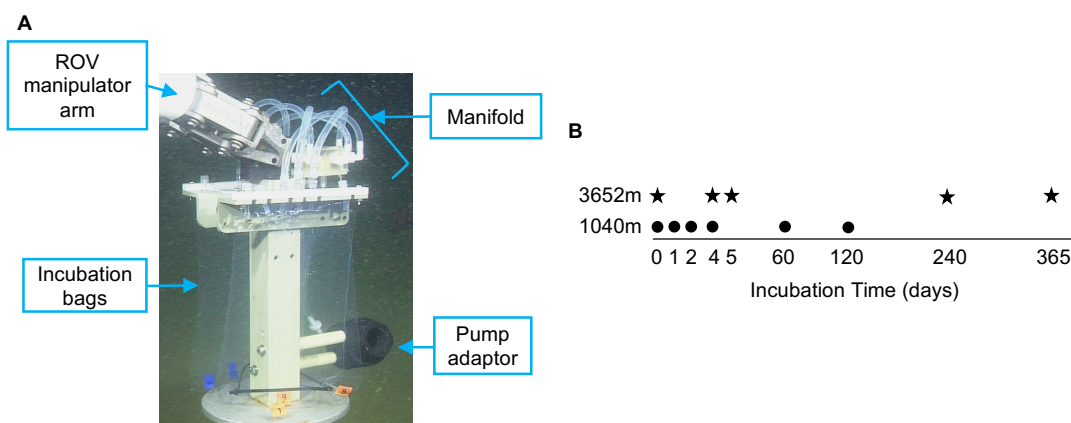 A
ROV
manipulator
arm
Manifold
Incubation
bags
Pump
adaptor
B
3652m
1040m
0 1 2 4 5 60 120 240 365
Incubation Time (days)